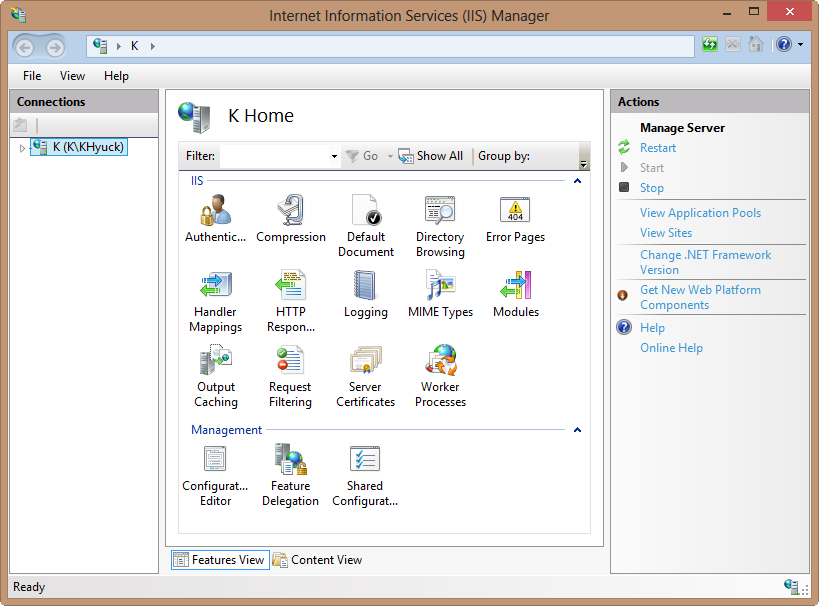 Internet Information Services (IIS) Manager
K
File View Help
Connections
K (K\KHyuck)
K Home
Filter: Go Show All Group by:
IIS
Authentic... Compression Default Document Directory Browsing Error Pages
404
Handler Mappings HTTP Respon... Logging MIME Types Modules
Output Caching Request Filtering Server Certificates Worker Processes
Management
Configurat... Editor Feature Delegation Shared Configurat...
Features View Content View
Actions
Manage Server
Restart
Start
Stop
View Application Pools
View Sites
Change .NET Framework
Version
Get New Web Platform
Components
Help
Online Help
Ready